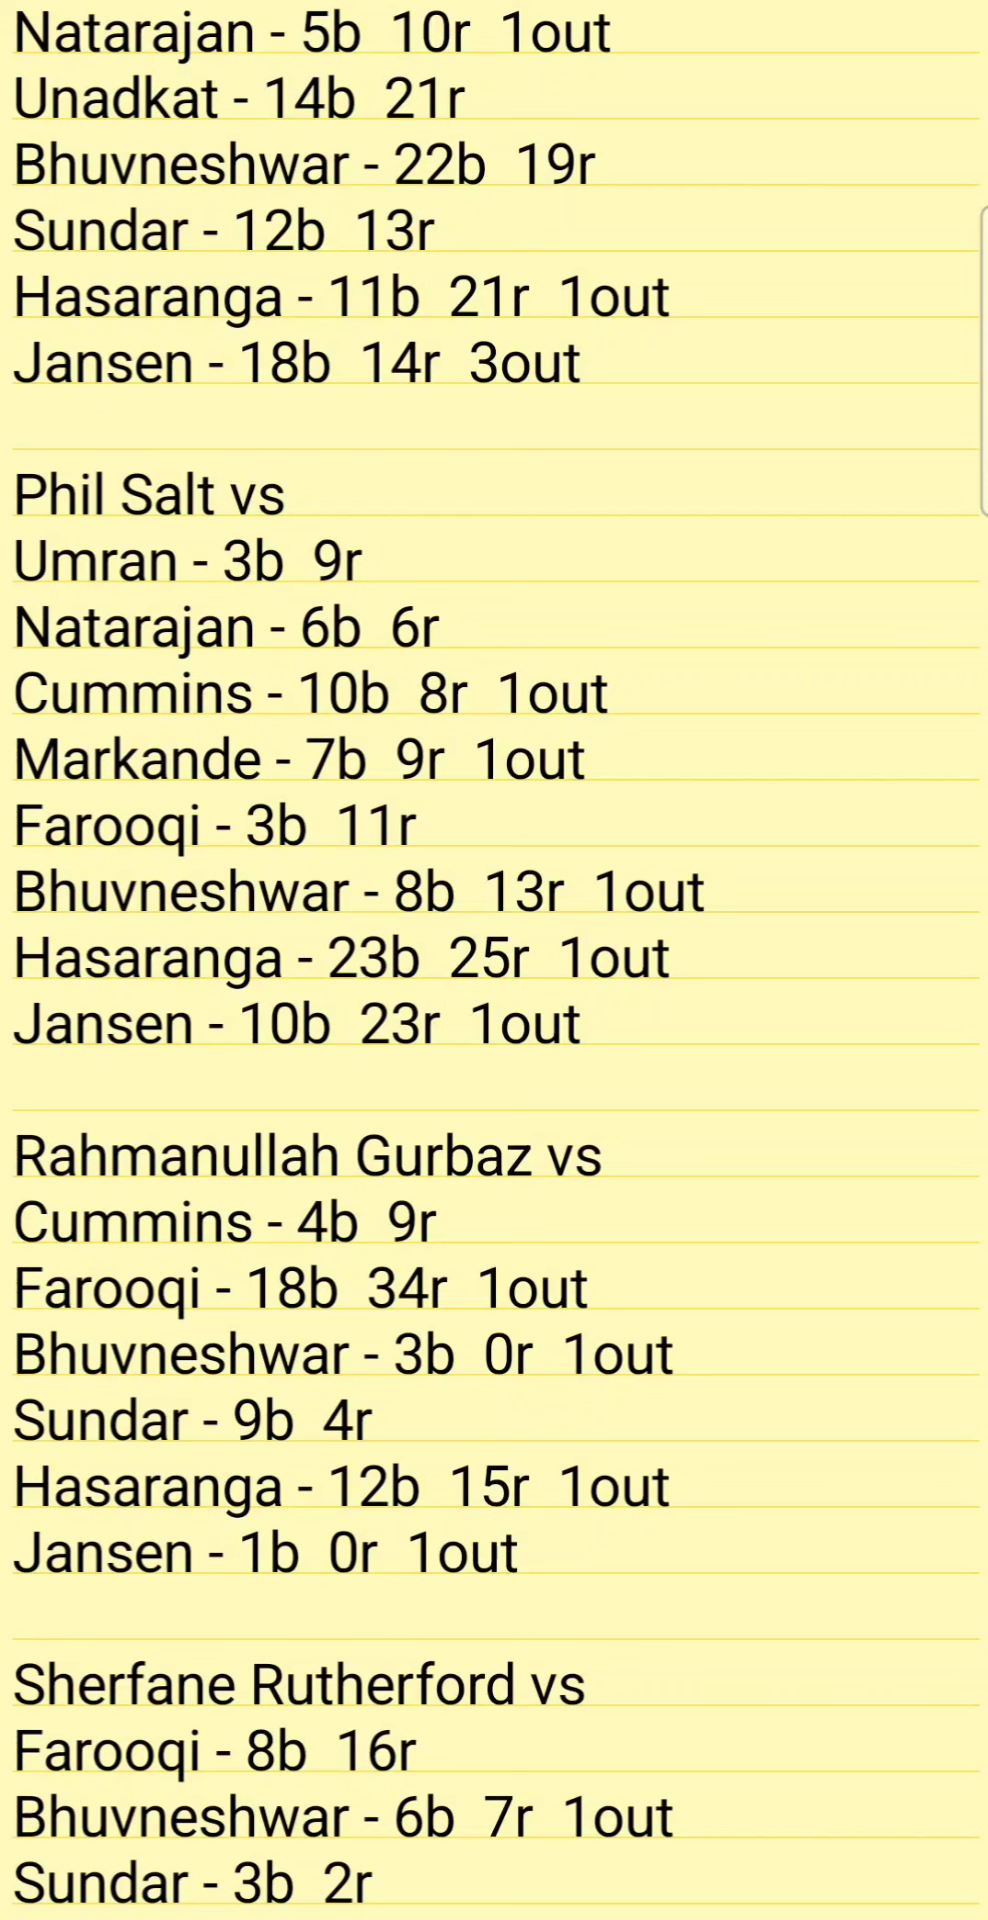 Natarajan - 5b  10r  1out
Unadkat - 14b  21r
Bhuvneshwar - 22b  19r
Sundar - 12b  13r
Hasaranga - 11b  21r  1out
Jansen - 18b  14r  3out
Phil Salt vs
Umran - 3b  9r
Natarajan - 6b  6r
Cummins - 10b  8r  1out
Markande - 7b  9r  1out
Farooqi - 3b  11r
Bhuvneshwar - 8b  13r  1out
Hasaranga - 23b  25r  1out
Jansen - 10b  23r  1out
Rahmanullah Gurbaz vs
Cummins - 4b  9r
Farooqi - 18b  34r  1out
Bhuvneshwar - 3b  0r  1out
Sundar - 9b  4r
Hasaranga - 12b  15r  1out
Jansen - 1b  0r  1out
Sherfane Rutherford vs
Farooqi - 8b  16r
Bhuvneshwar - 6b  7r  1out
Sundar - 3b  2r